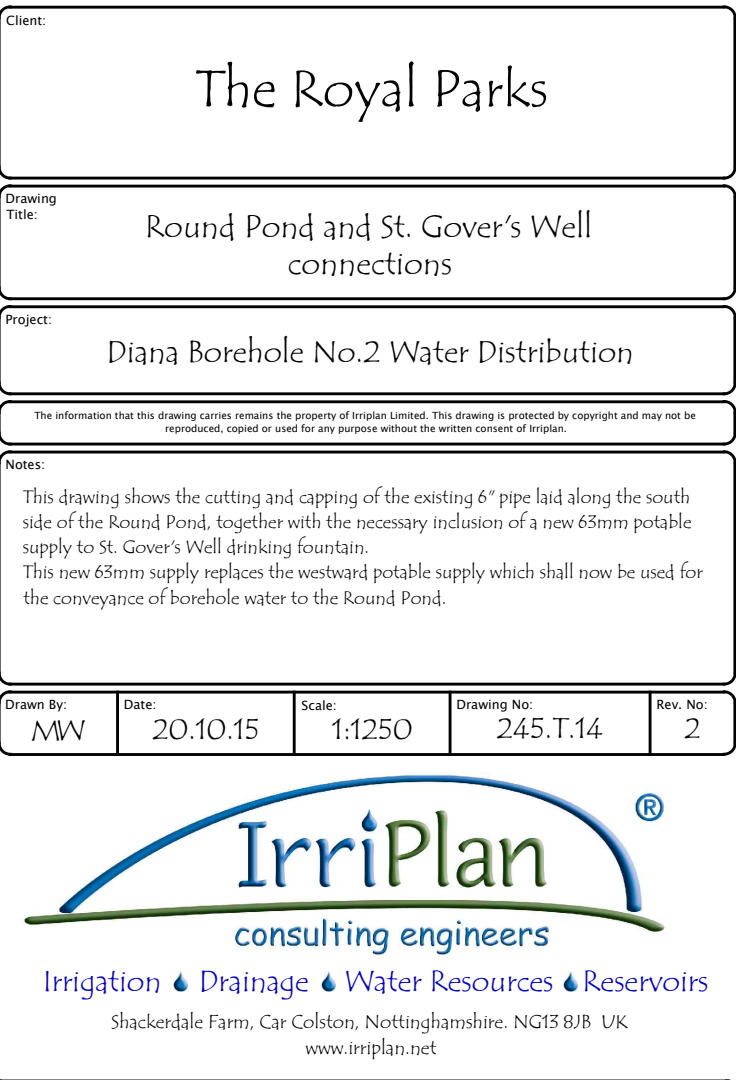 Client:
The Royal Parks
Drawing
Title:
Round Pond and St. Gover's Well
connections
Project:
Diana Borehole No.2 Water Distribution
The information that this drawing carries remains the property of Irriplan Limited. This drawing is protected by copyright and may not be
reproduced, copied or used for any purpose without the written consent of Irriplan.
Notes:
This drawing shows the cutting and capping of the existing 6" pipe laid along the south
side of the Round Pond, together with the necessary inclusion of a new 63mm potable
supply to St. Gover's Well drinking fountain.
This new 63mm supply replaces the westward potable supply which shall now be used for
the conveyance of borehole water to the Round Pond.
Drawn By: Date: Scale: Drawing No: Rev. No:
MW 20.10.15 1:1250 245.T.14 2
IrriPlan ®
consulting engineers
Irrigation Drainage Water Resources Reservoirs
Shackerdale Farm, Car Colston, Nottinghamshire. NG13 8JB UK
www.irriplan.net